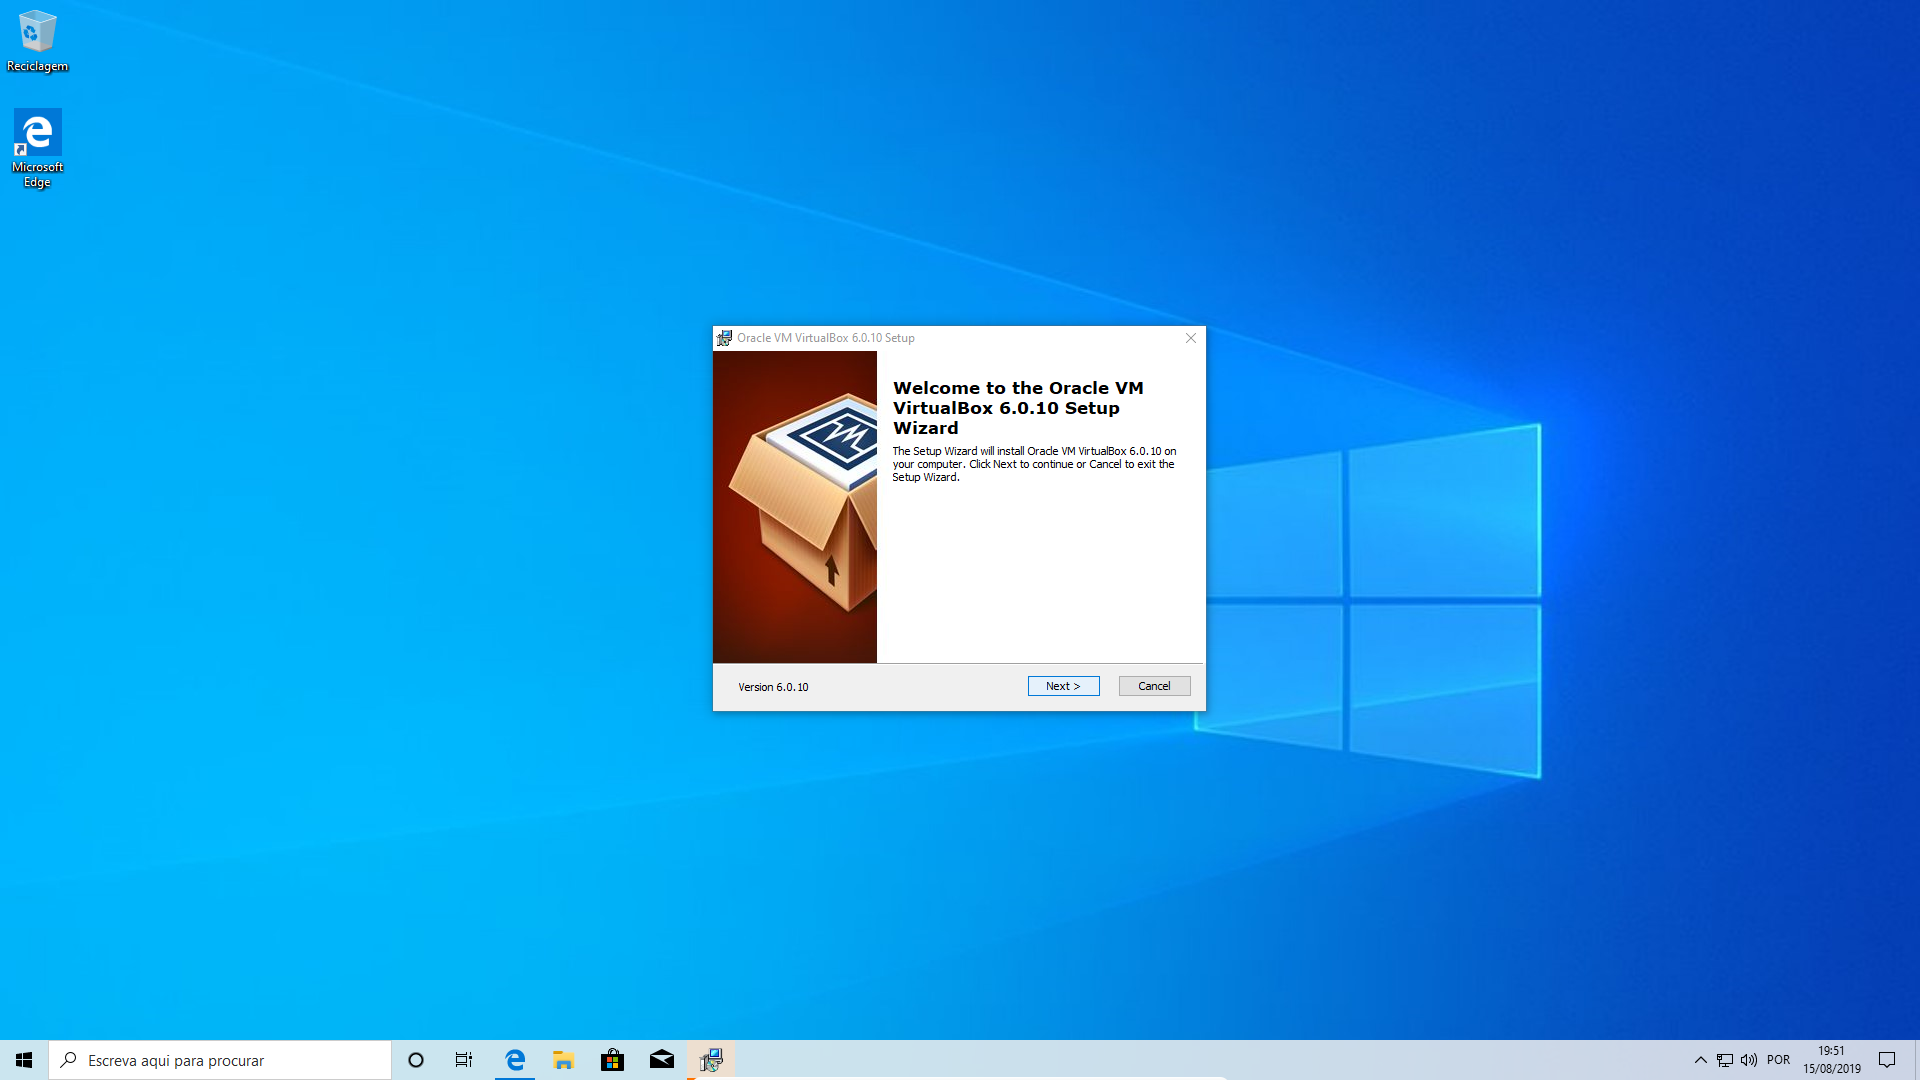 Reciclagem
Microsoft
Edge
Oracle VM VirtualBox 6.0.10 Setup
Welcome to the Oracle VM
VirtualBox 6.0.10 Setup
Wizard
The Setup Wizard will install Oracle VM VirtualBox 6.0.10 on
your computer. Click Next to continue or Cancel to exit the
Setup Wizard.
Version 6.0.10
Next >
Cancel
Escreva aqui para procurar
POR
19:51
15/08/2019